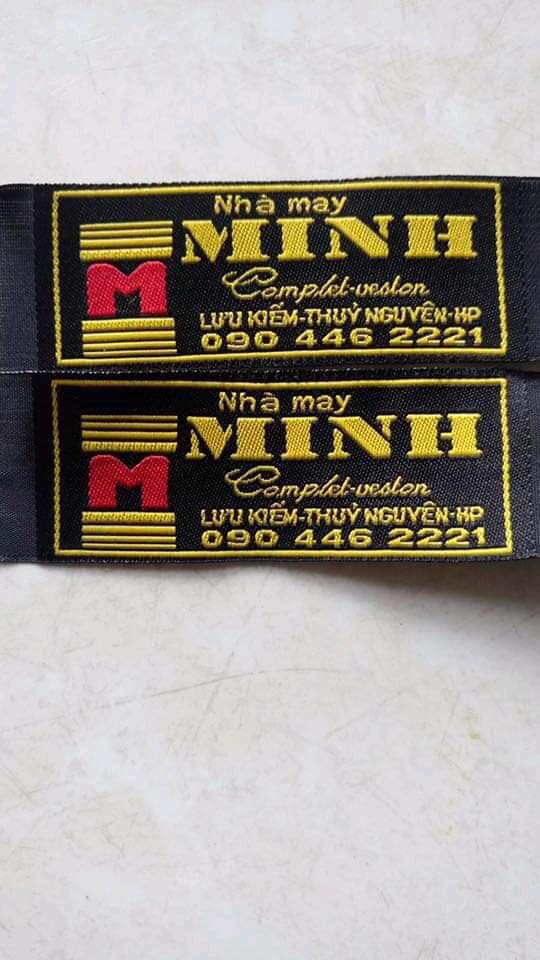 Nhà may
MINH
M
Complet-veston
LƯU KIẾM-THUỶ NGUYÊN-HP
090 446 2221
Nhà may
MINH
M
Complet-veston
LƯU KIẾM-THUỶ NGUYÊN-HP
090 446 2221